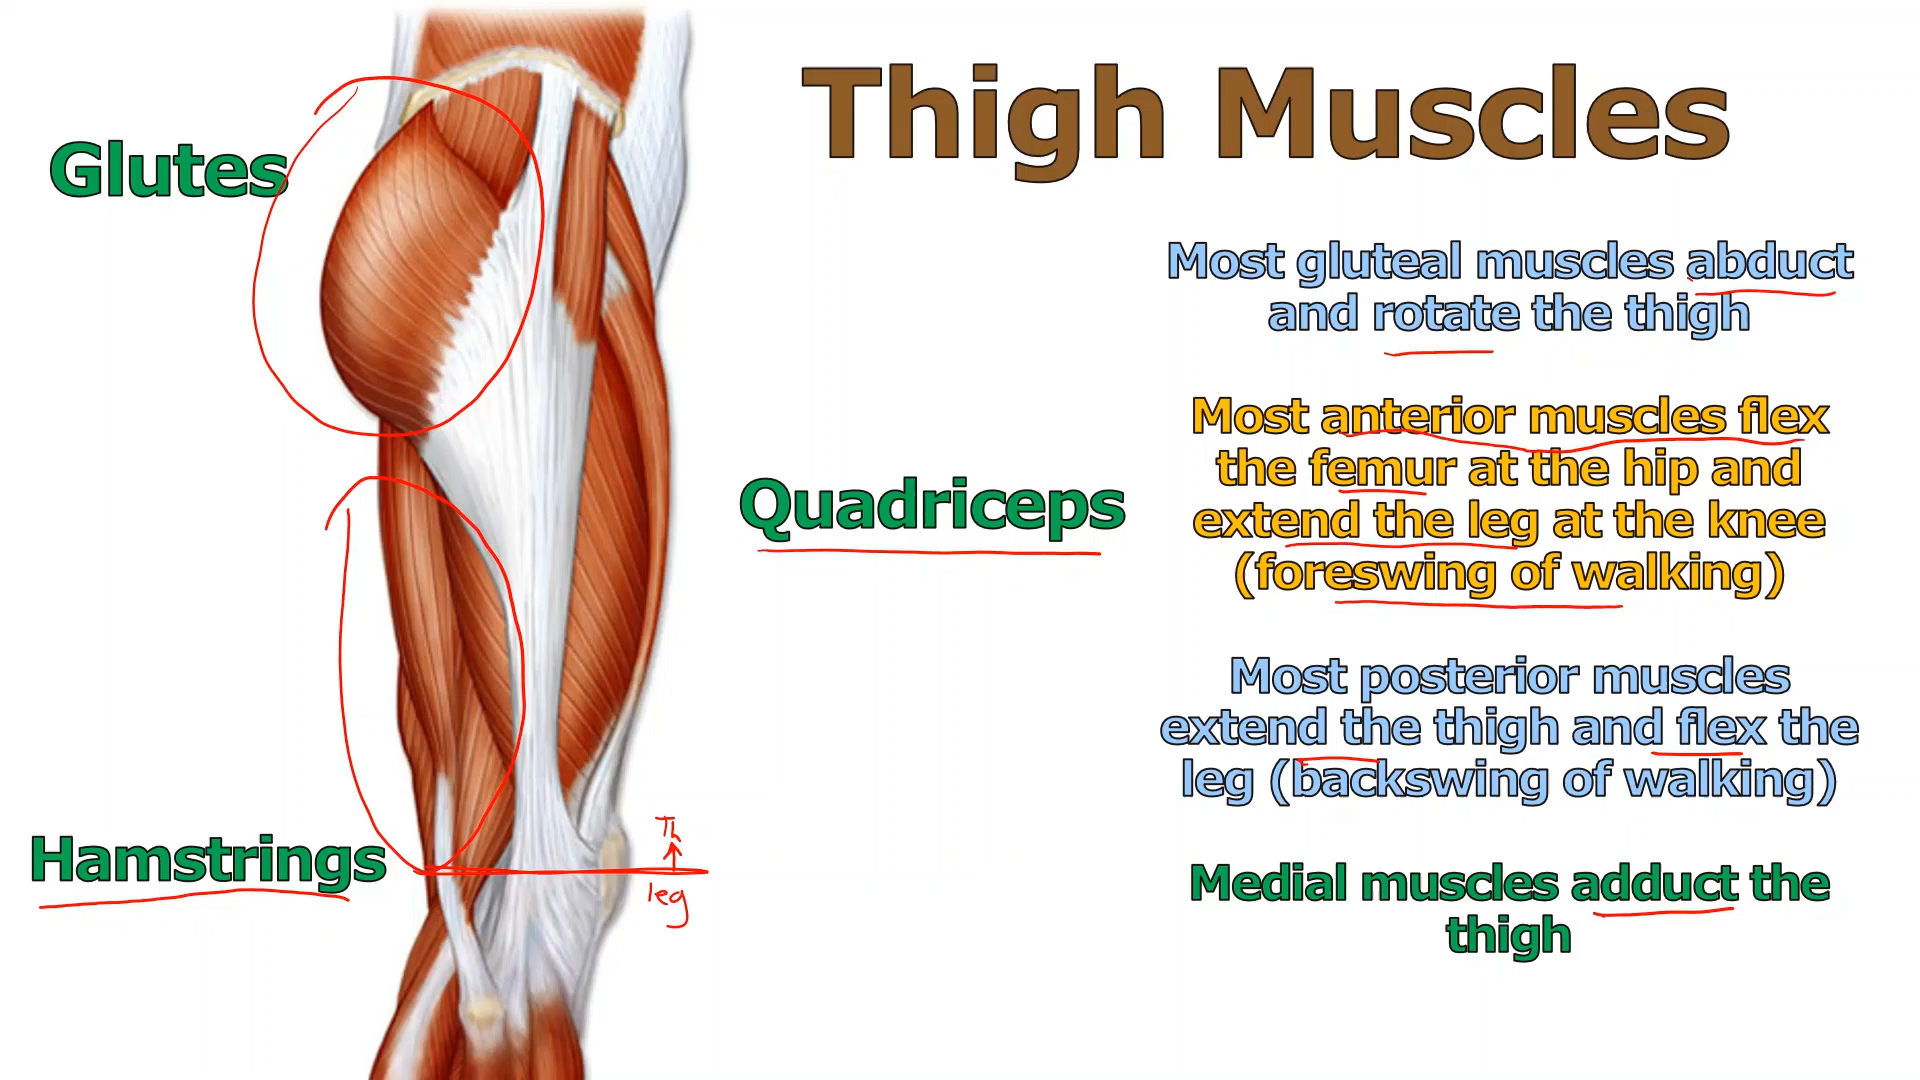 Thigh Muscles
Glutes
Most gluteal muscles abduct
and rotate the thigh
Most anterior muscles flex
the femur at the hip and
extend the leg at the knee
(foreswing of walking)
Quadriceps
Most posterior muscles
extend the thigh and flex the
leg (backswing of walking)
Hamstrings
Th
leg
Medial muscles adduct the
thigh